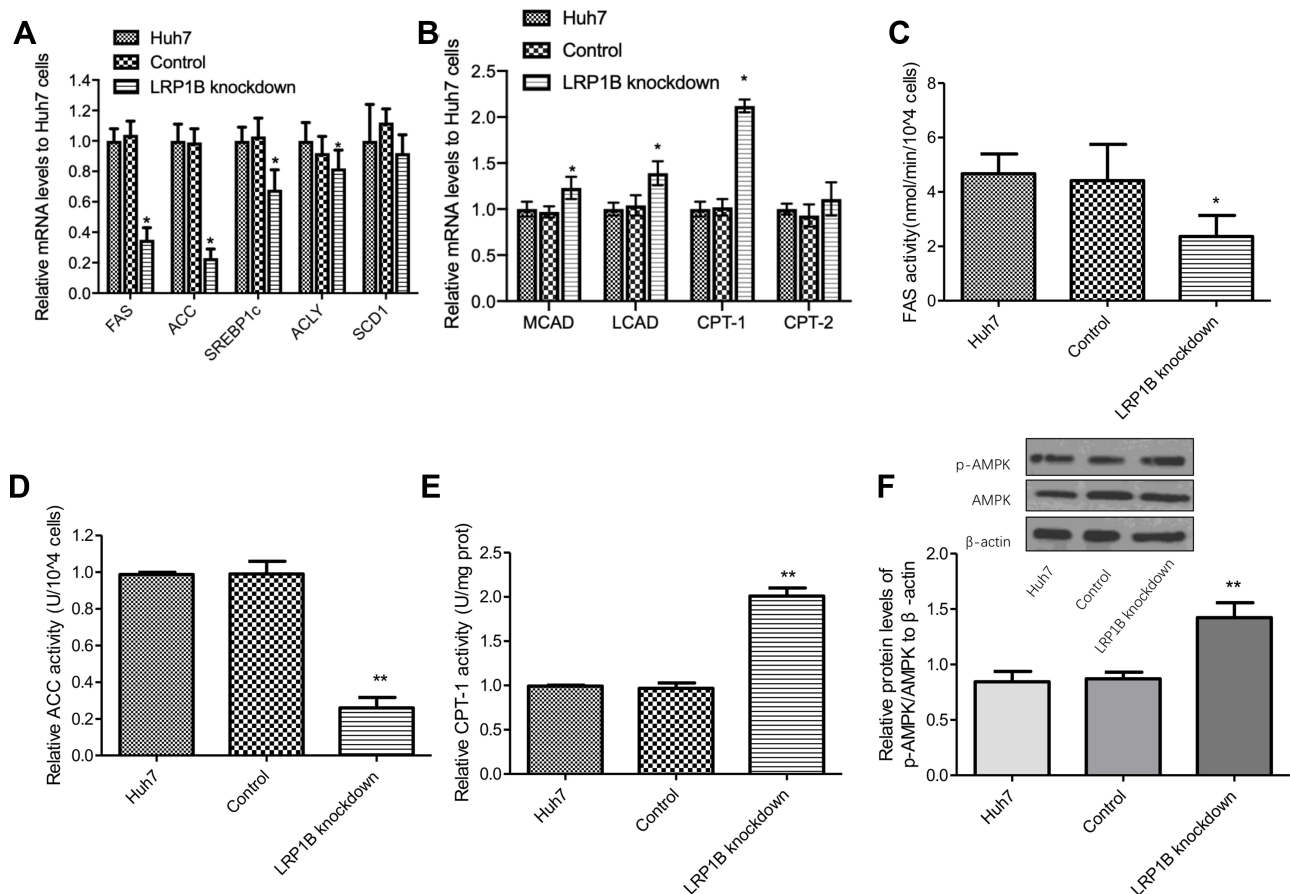 A
Huh7
Control
LRP1B knockdown
Relative mRNA levels to Huh7 cells
1.4
1.2
1.0
0.8
0.6
0.4
0.2
0.0
*
*
*
*
FAS
ACC
SREBP1c
ACLY
SCD1
B
Huh7
Control
LRP1B knockdown
Relative mRNA levels to Huh7 cells
2.5
2.0
1.5
1.0
0.5
0.0
*
*
*
MCAD
LCAD
CPT-1
CPT-2
C
FAS activity(nmol/min/10^4 cells)
8
6
4
2
0
*
Huh7
Control
LRP1B knockdown
D
Relative ACC activity (U/10^4 cells)
1.2
1.0
0.8
0.6
0.4
0.2
0.0
**
Huh7
Control
LRP1B knockdown
E
Relative CPT-1 activity (U/mg prot)
2.5
2.0
1.5
1.0
0.5
0.0
**
Huh7
Control
LRP1B knockdown
F
p-AMPK
AMPK
β-actin
Huh7
Control
LRP1B knockdown
Relative protein levels of
p-AMPK/AMPK to β -actin
2.0
1.5
1.0
0.5
0.0
**
Huh7
Control
LRP1B knockdown